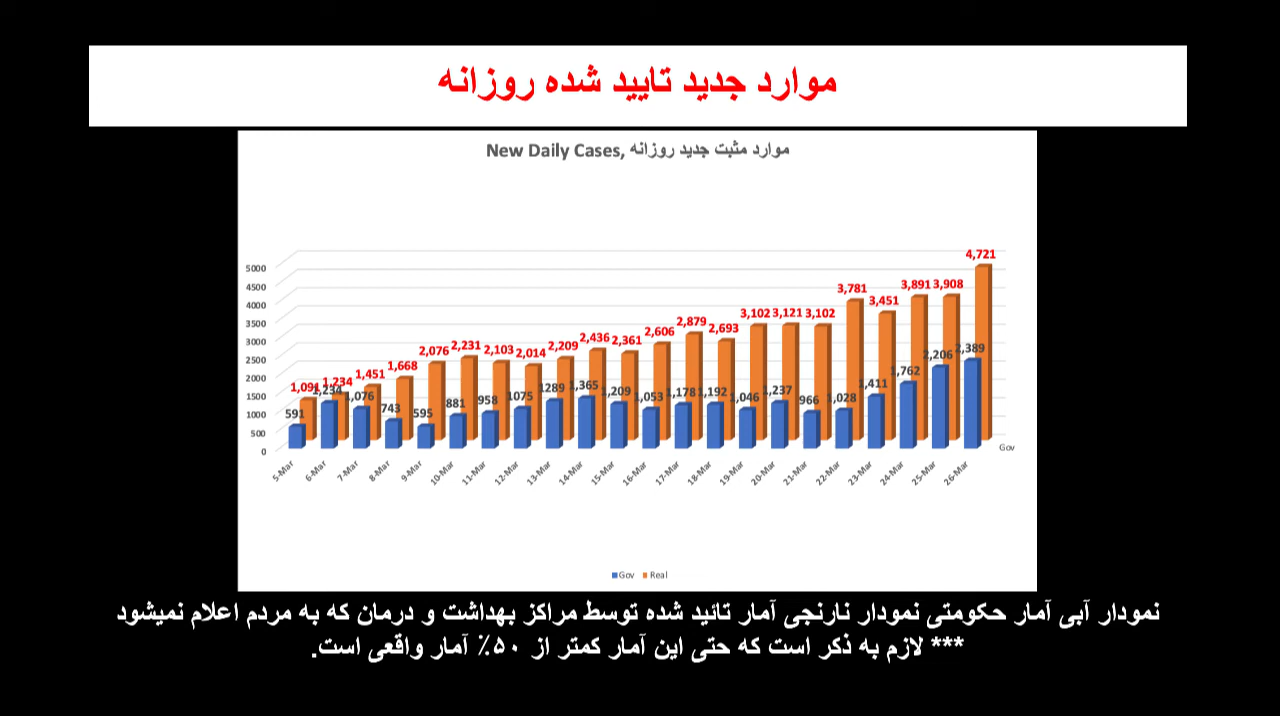 موارد جدید تایید شده روزانه
New Daily Cases, موارد مثبت جدید روزانه
5000
4500
4000
3500
3000
2500
2000
1500
1000
500
0
1,091 1,234 1,451 1,668 2,076 2,231 2,103 2,014 2,209 2,436 2,361 2,606 2,879 2,693 3,102 3,121 3,102 3,781 3,451 3,891 3,908 4,721
591 1,234 1,076 743 595 881 958 1075 1289 1,365 1,209 1,053 1,178 1,192 1,046 1,237 966 1,028 1,411 1,762 2,206 2,389
5-Mar 6-Mar 7-Mar 8-Mar 9-Mar 10-Mar 11-Mar 12-Mar 13-Mar 14-Mar 15-Mar 16-Mar 17-Mar 18-Mar 19-Mar 20-Mar 21-Mar 22-Mar 23-Mar 24-Mar 25-Mar 26-Mar
Gov
Gov Real
نمودار آبی آمار حکومتی نمودار نارنجی آمار تائید شده توسط مراکز بهداشت و درمان که به مردم اعلام نمیشود
*** لازم به ذکر است که حتی این آمار کمتر از ۵۰٪ آمار واقعی است.